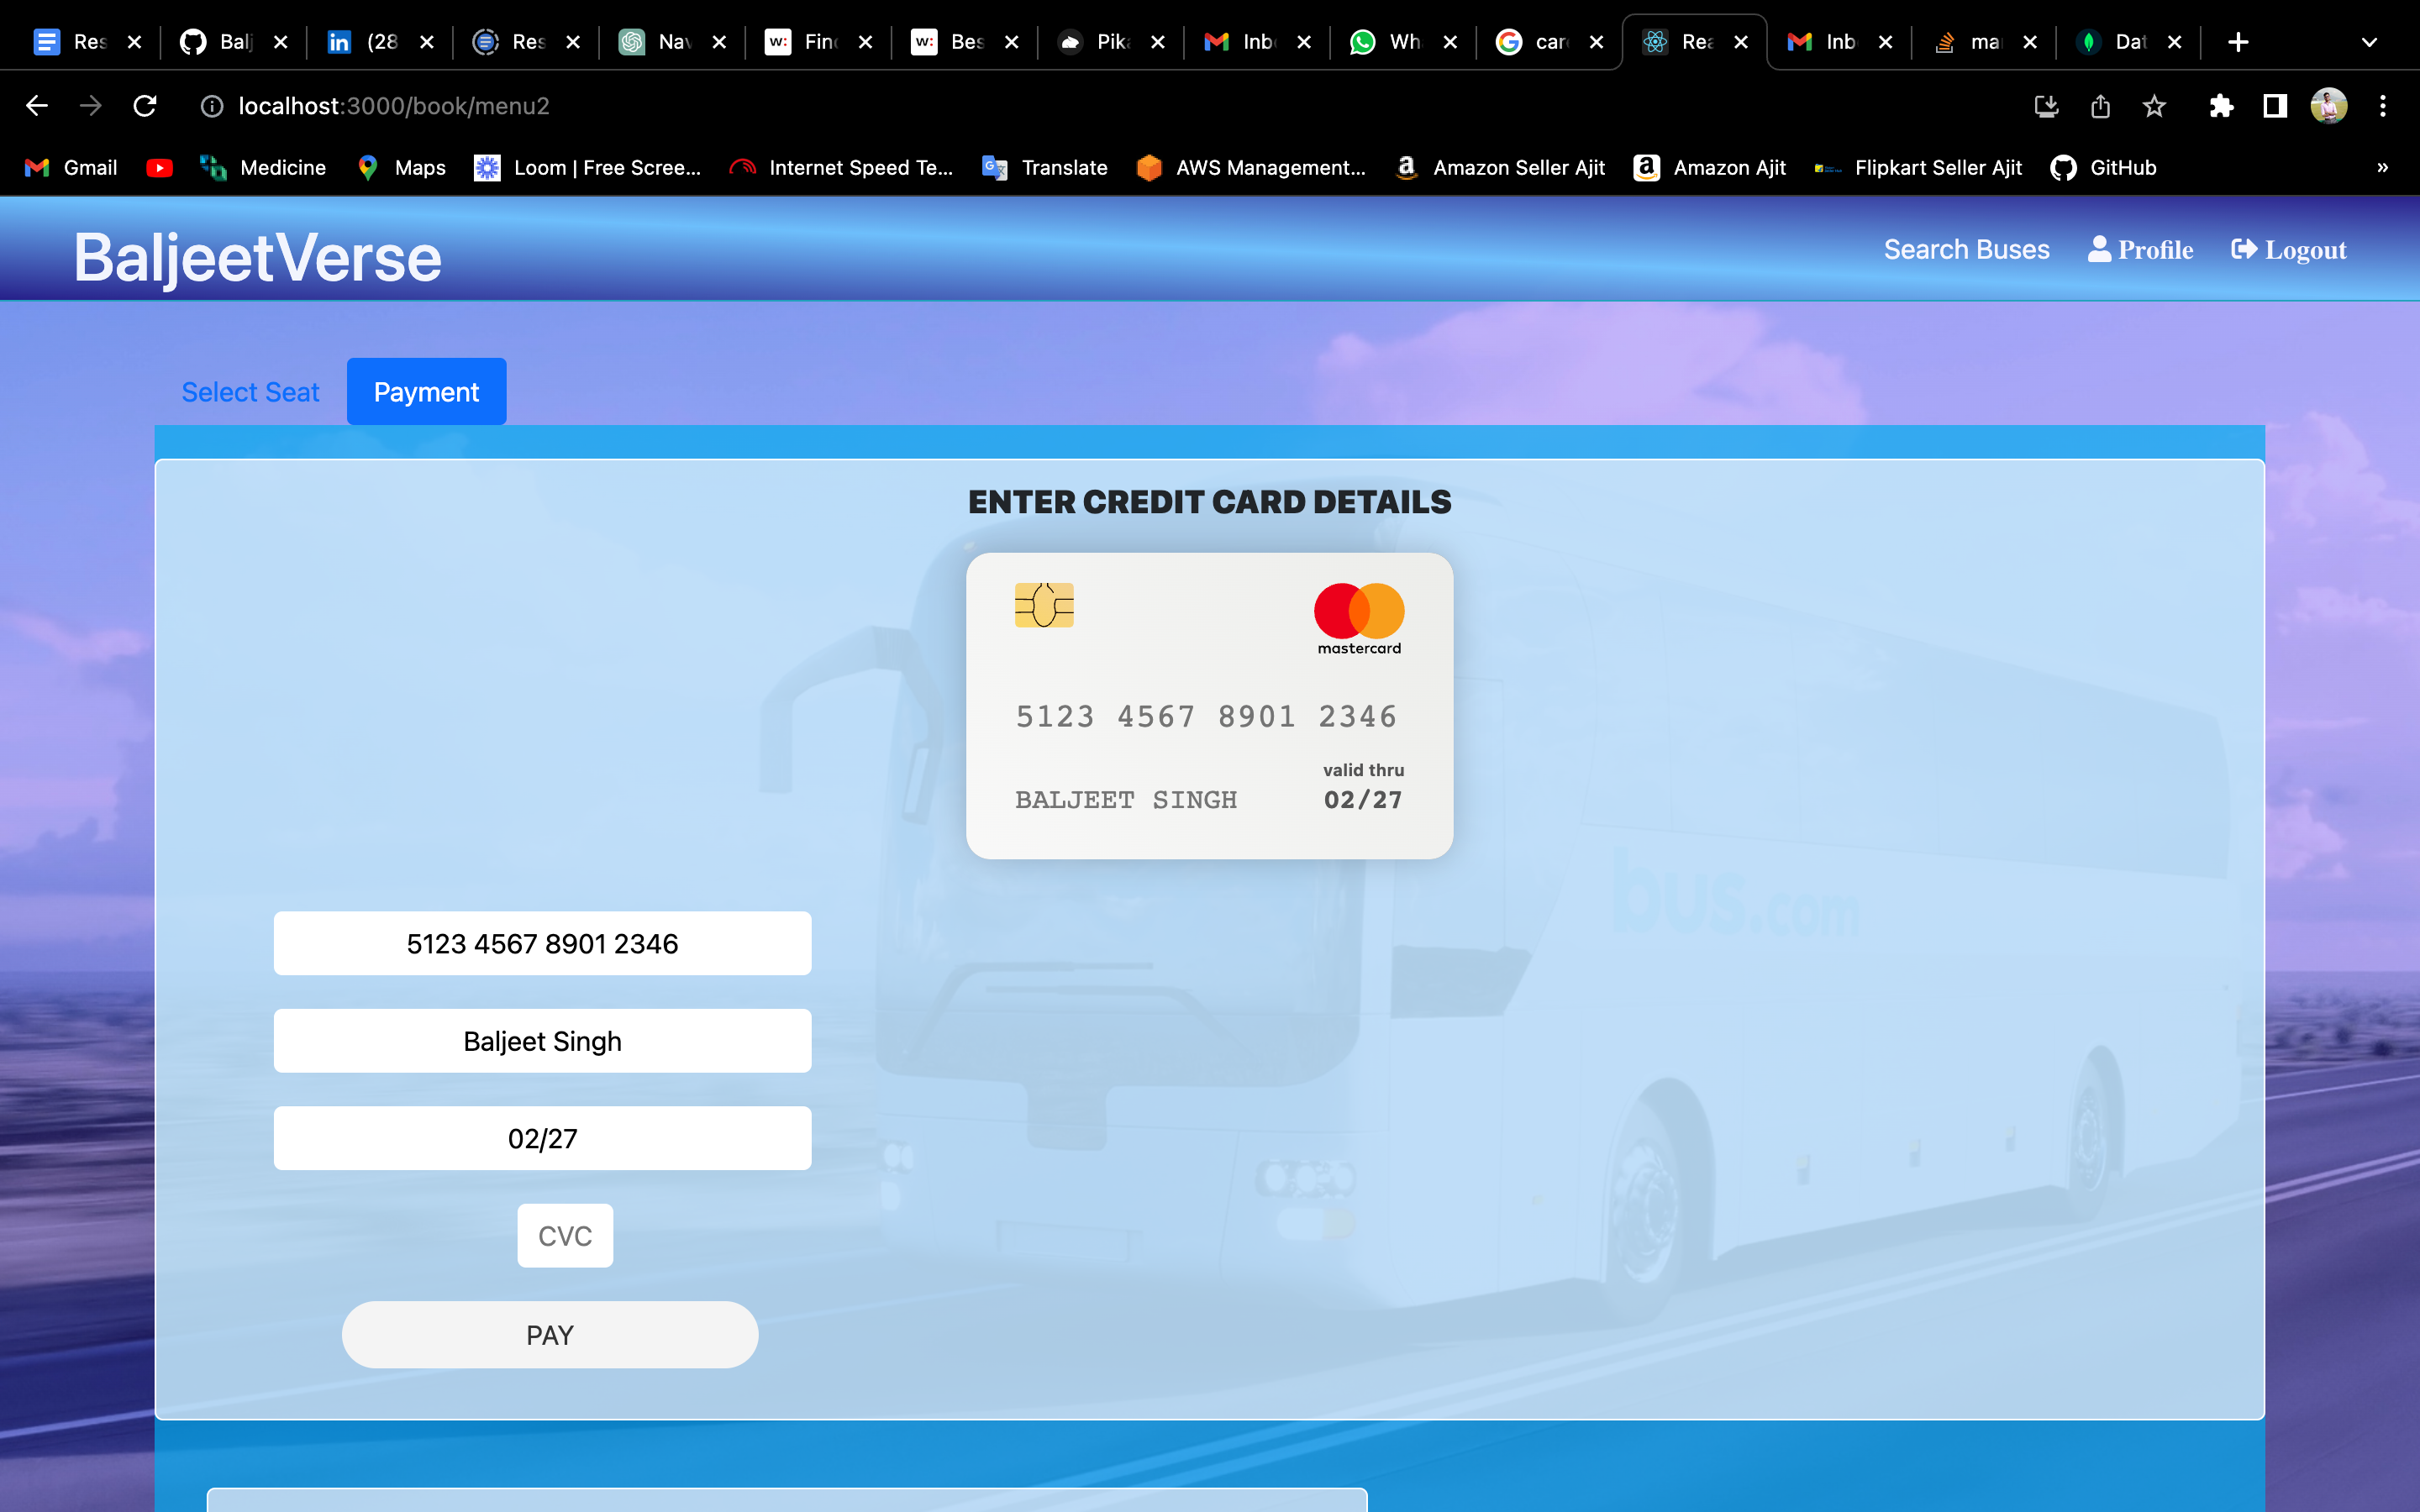 Res
Balj
(28
Res
Nav
Find
Bes
Pika
Inb
Wh
car
Rea
Inb
ma
Dat
localhost:3000/book/menu2
Gmail
Medicine
Maps
Loom | Free Scree...
Internet Speed Te...
Translate
AWS Management...
Amazon Seller Ajit
Amazon Ajit
Flipkart Seller Ajit
GitHub
»
BaljeetVerse
Search Buses
Profile
Logout
Select Seat
Payment
ENTER CREDIT CARD DETAILS
mastercard
5123 4567 8901 2346
valid thru
BALJEET SINGH
02/27
bus.com
5123 4567 8901 2346
Baljeet Singh
02/27
CVC
PAY